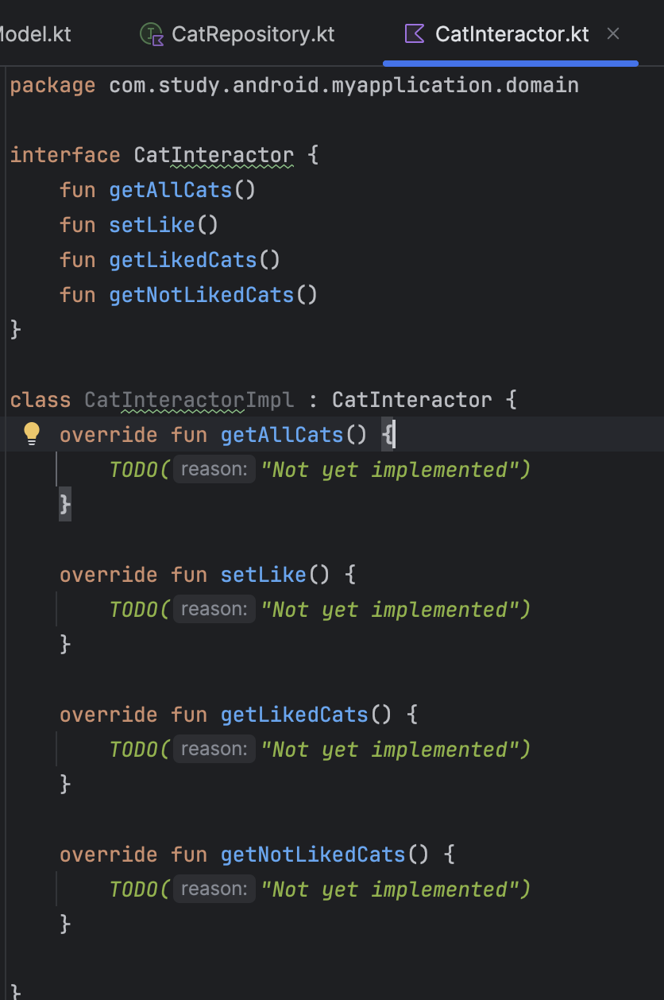 odel.kt CatRepository.kt CatInteractor.kt
package com.study.android.myapplication.domain
interface CatInteractor {
fun getAllCats()
fun setLike()
fun getLikedCats()
fun getNotLikedCats()
}
class CatInteractorImpl : CatInteractor {
override fun getAllCats() {
TODO( reason: "Not yet implemented")
}
override fun setLike() {
TODO( reason: "Not yet implemented")
}
override fun getLikedCats() {
TODO( reason: "Not yet implemented")
}
override fun getNotLikedCats() {
TODO( reason: "Not yet implemented")
}
}